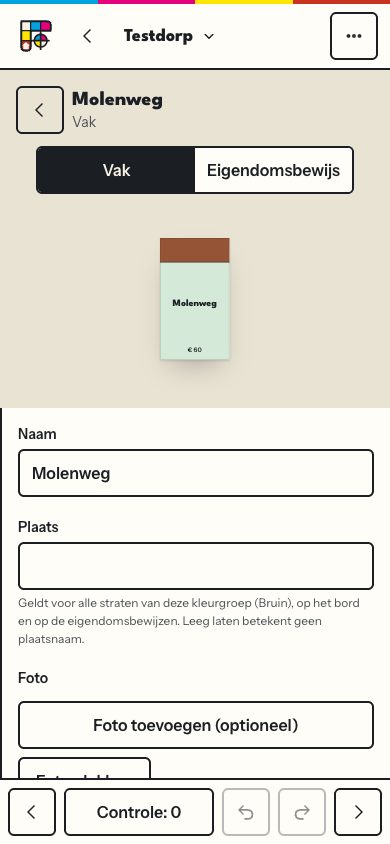 Testdorp
Molenweg
Vak
Vak
Eigendomsbewijs
Molenweg
€ 60
Naam
Molenweg
Plaats
Geldt voor alle straten van deze kleurgroep (Bruin), op het bord
en op de eigendomsbewijzen. Leeg laten betekent geen
plaatsnaam.
Foto
Foto toevoegen (optioneel)
Controle: 0